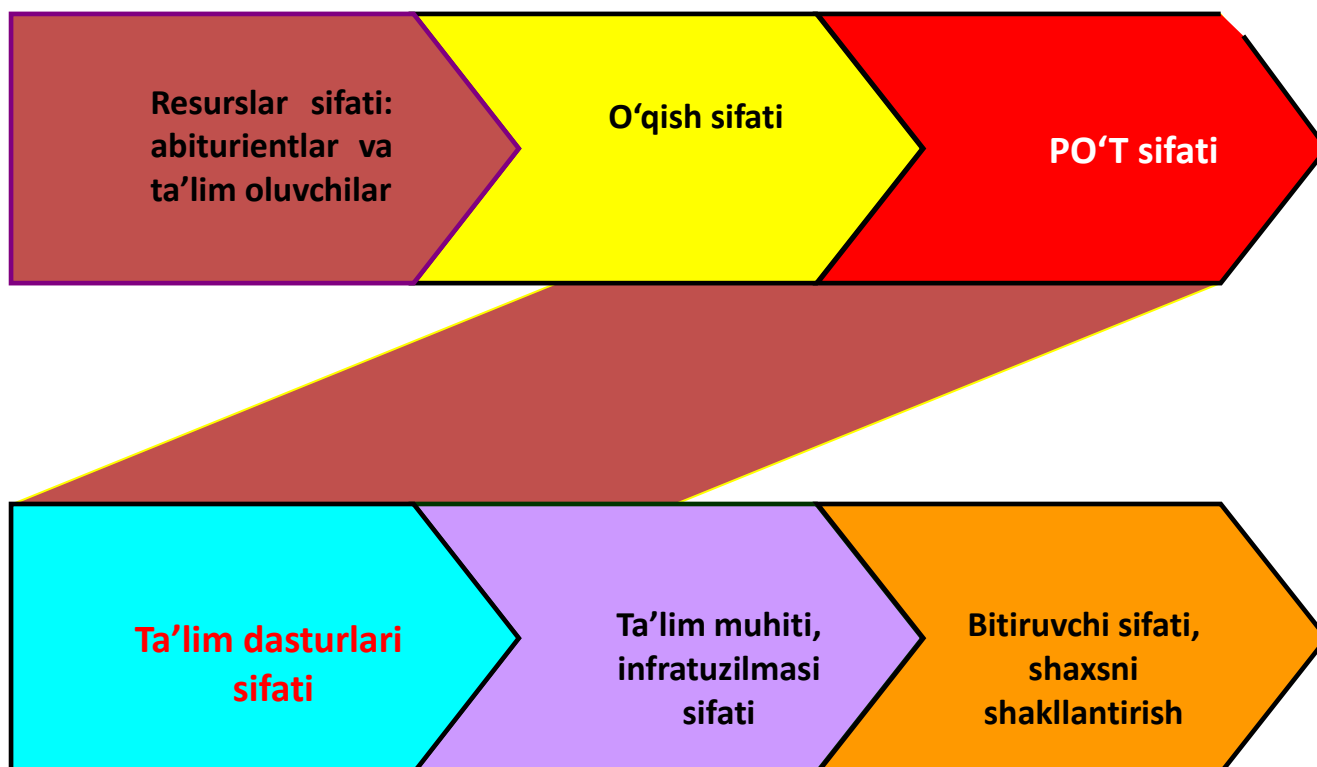 Resurslar sifati:
abiturientlar va
ta’lim oluvchilar
O‘qish sifati
PO‘T sifati
Ta’lim dasturlari
sifati
Ta’lim muhiti,
infratuzilmasi
sifati
Bitiruvchi sifati,
shaxsni
shakllantirish